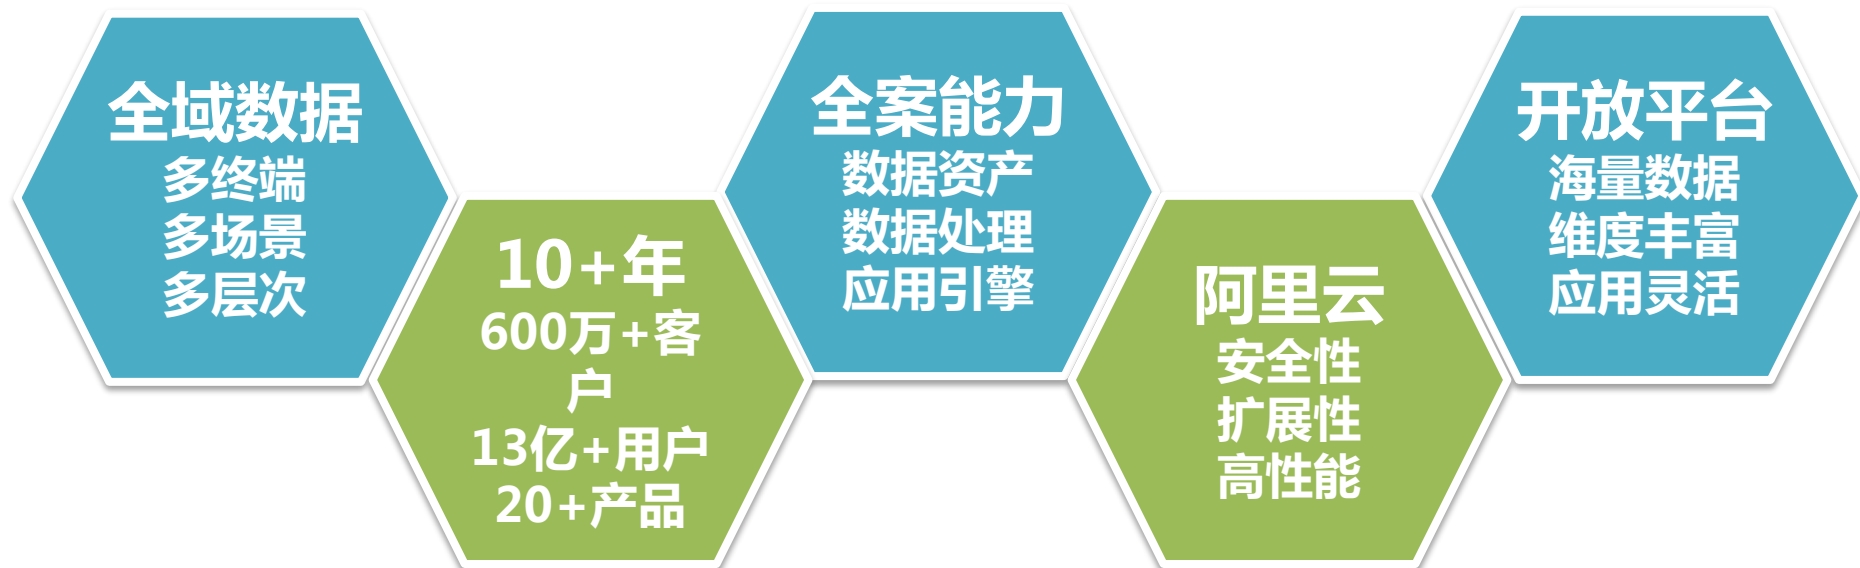 全域数据
多终端
多场景
多层次
10+年
600万+客
户
13亿+用户
20+产品
全案能力
数据资产
数据处理
应用引擎
阿里云
安全性
扩展性
高性能
开放平台
海量数据
维度丰富
应用灵活